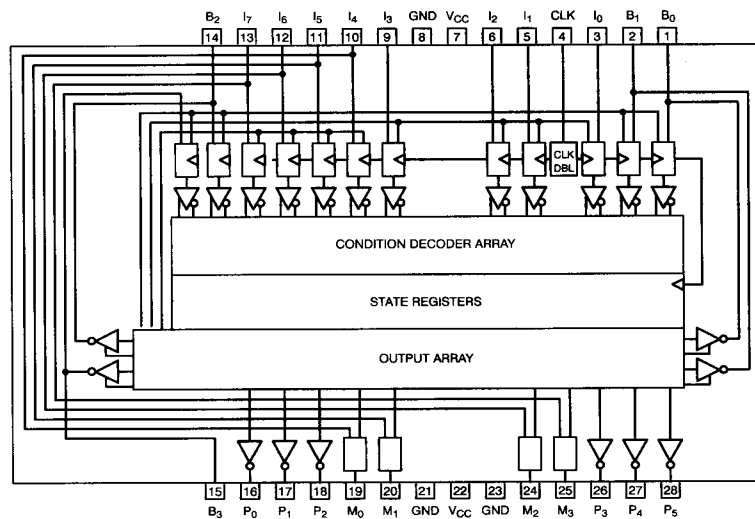 B2 I7 I6 I5 I4 I3 GND VCC I2 I1 CLK I0 B1 B0
14 13 12 11 10 9 8 7 6 5 4 3 2 1
CLK
DBL
CONDITION DECODER ARRAY
STATE REGISTERS
OUTPUT ARRAY
15 16 17 18 19 20 21 22 23 24 25 26 27 28
B3 P0 P1 P2 M0 M1 GND VCC GND M2 M3 P3 P4 P5